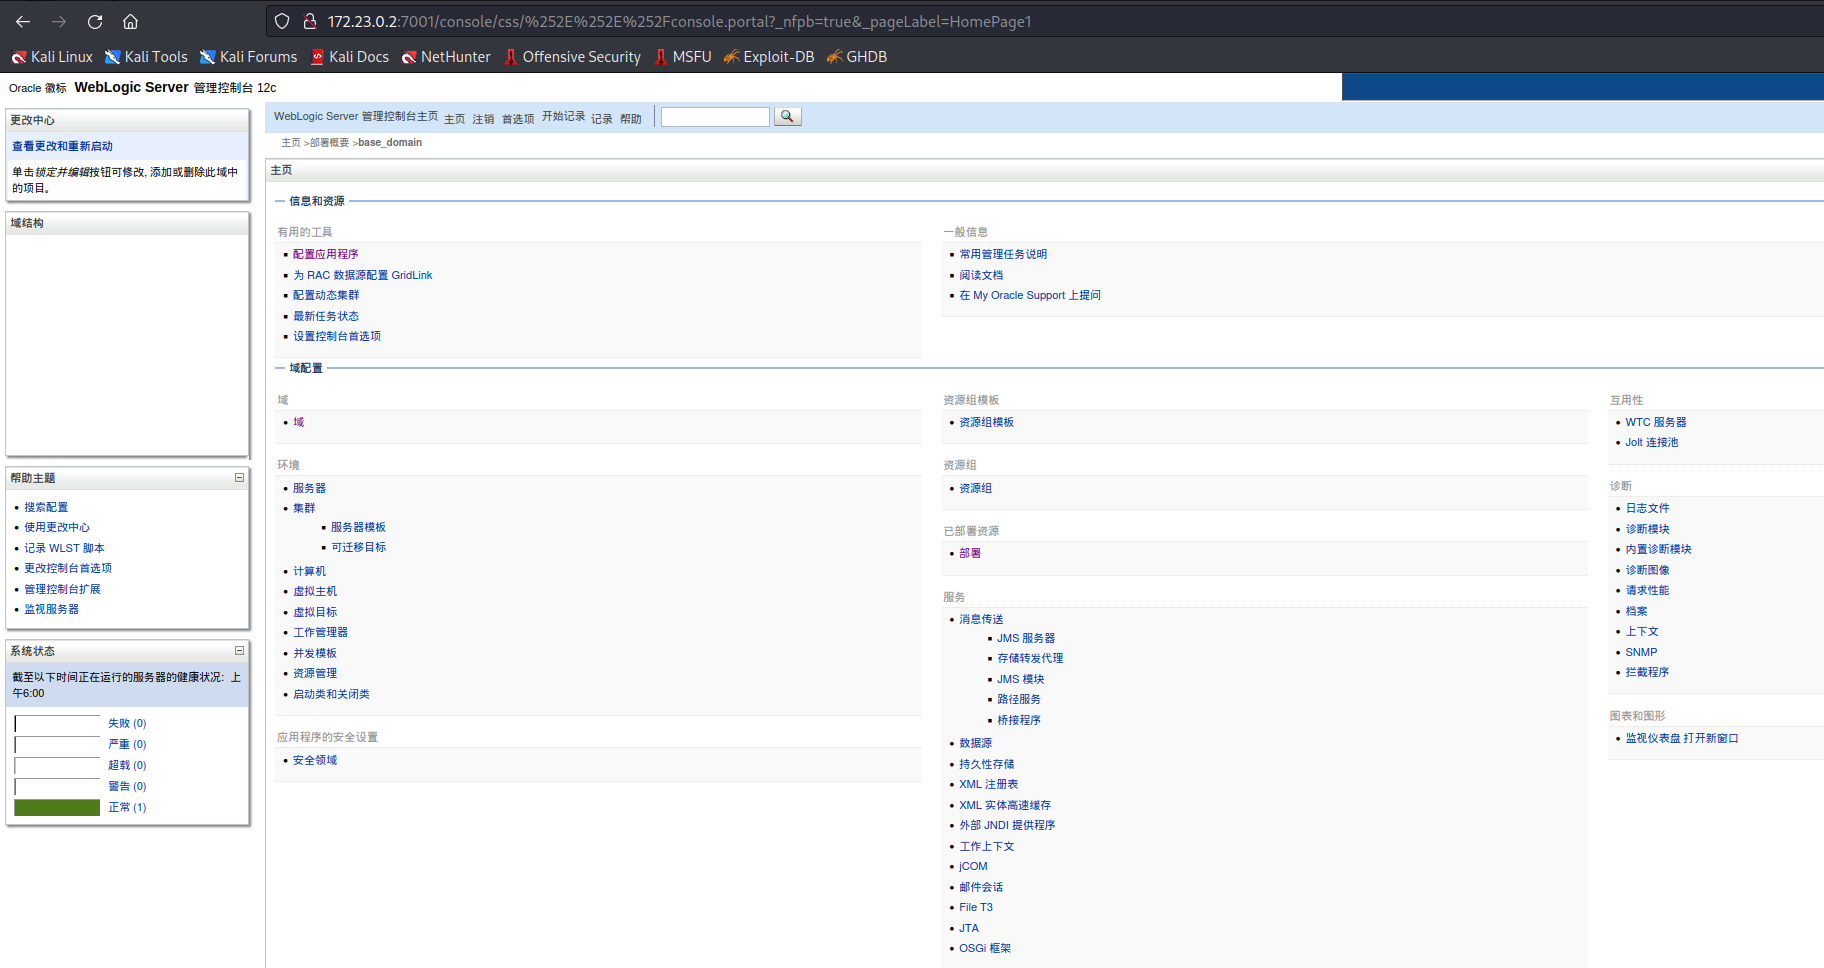 172.23.0.2:7001/console/css/%252E%252E%252Fconsole.portal?_nfpb=true&_pageLabel=HomePage1
Kali Linux Kali Tools Kali Forums Kali Docs NetHunter Offensive Security MSFU Exploit-DB GHDB
Oracle 徽标 WebLogic Server 管理控制台 12c
更改中心
查看更改和重新启动
单击锁定并编辑按钮可修改, 添加或删除此域中
的项目。
域结构
帮助主题
搜索配置
使用更改中心
记录 WLST 脚本
更改控制台首选项
管理控制台扩展
监视服务器
系统状态
截至以下时间正在运行的服务器的健康状况: 上
午6:00
失败 (0)
严重 (0)
超载 (0)
警告 (0)
正常 (1)
WebLogic Server 管理控制台主页 主页 注销 首选项 开始记录 记录 帮助
主页 >部署概要 >base_domain
主页
信息和资源
有用的工具
配置应用程序
为 RAC 数据源配置 GridLink
配置动态集群
最新任务状态
设置控制台首选项
一般信息
常用管理任务说明
阅读文档
在 My Oracle Support 上提问
域配置
域
域
环境
服务器
集群
服务器模板
可迁移目标
计算机
虚拟主机
虚拟目标
工作管理器
并发模板
资源管理
启动类和关闭类
应用程序的安全设置
安全领域
资源组模板
资源组模板
资源组
资源组
已部署资源
部署
服务
消息传送
JMS 服务器
存储转发代理
JMS 模块
路径服务
桥接程序
数据源
持久性存储
XML 注册表
XML 实体高速缓存
外部 JNDI 提供程序
工作上下文
jCOM
邮件会话
File T3
JTA
OSGi 框架
互用性
WTC 服务器
Jolt 连接池
诊断
日志文件
诊断模块
内置诊断模块
诊断图像
请求性能
档案
上下文
SNMP
拦截程序
图表和图形
监视仪表盘 打开新窗口